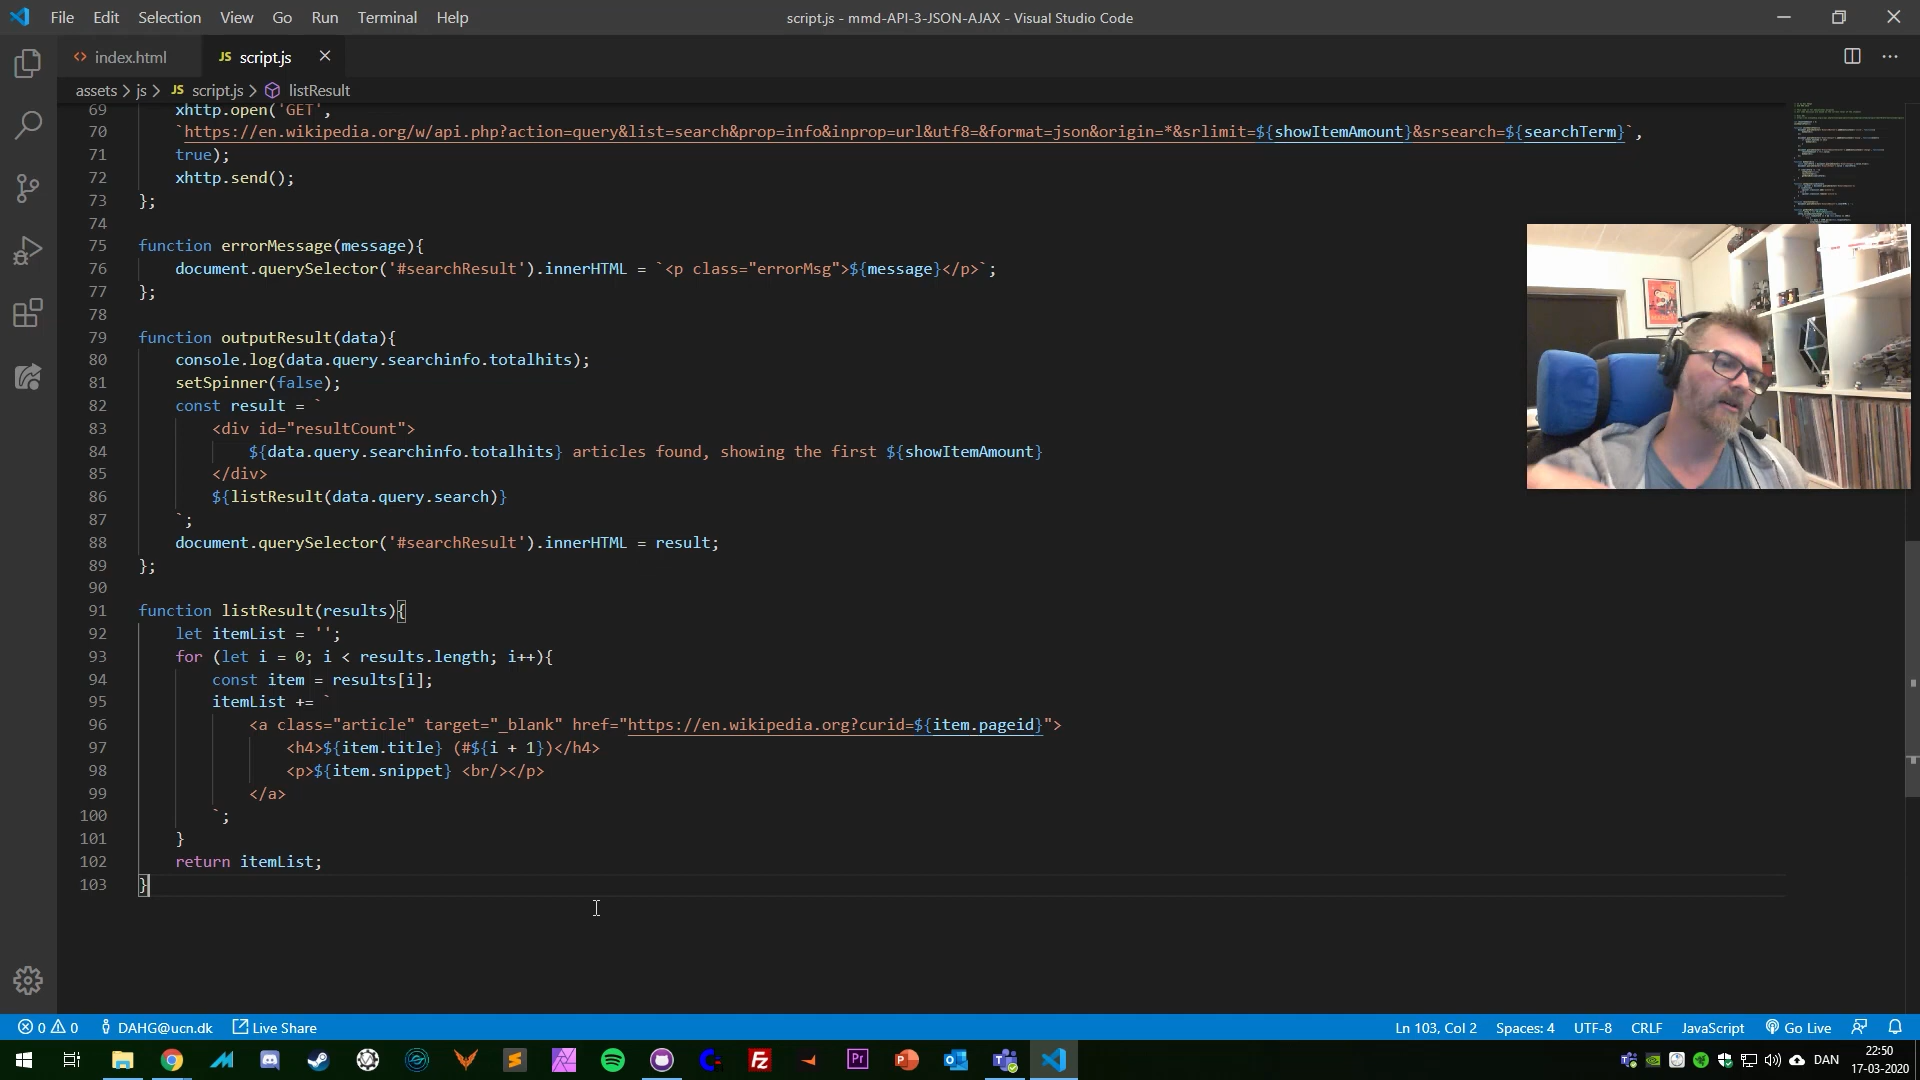 File Edit Selection View Go Run Terminal Help
script.js - mmd-API-3-JSON-AJAX - Visual Studio Code
index.html
JS script.js
assets > js > JS script.js > listResult
69 xhttp.open('GET',
70 `https://en.wikipedia.org/w/api.php?action=query&list=search&prop=info&inprop=url&utf8=&format=json&origin=*&srlimit=${showItemAmount}&srsearch=${searchTerm}`,
71 true);
72 xhttp.send();
73 };
74
75 function errorMessage(message){
76 document.querySelector('#searchResult').innerHTML = `<p class="errorMsg">${message}</p>`;
77 };
78
79 function outputResult(data){
80 console.log(data.query.searchinfo.totalhits);
81 setSpinner(false);
82 const result = `
83 <div id="resultCount">
84 ${data.query.searchinfo.totalhits} articles found, showing the first ${showItemAmount}
85 </div>
86 ${listResult(data.query.search)}
87 `;
88 document.querySelector('#searchResult').innerHTML = result;
89 };
90
91 function listResult(results){
92 let itemList = '';
93 for (let i = 0; i < results.length; i++){
94 const item = results[i];
95 itemList += `
96 <a class="article" target="_blank" href="https://en.wikipedia.org?curid=${item.pageid}">
97 <h4>${item.title} (#${i + 1})</h4>
98 <p>${item.snippet} <br/></p>
99 </a>
100 `;
101 }
102 return itemList;
103 }
0 0 DAHG@ucn.dk Live Share
Ln 103, Col 2 Spaces: 4 UTF-8 CRLF JavaScript Go Live
DAN
22:50
17-03-2020